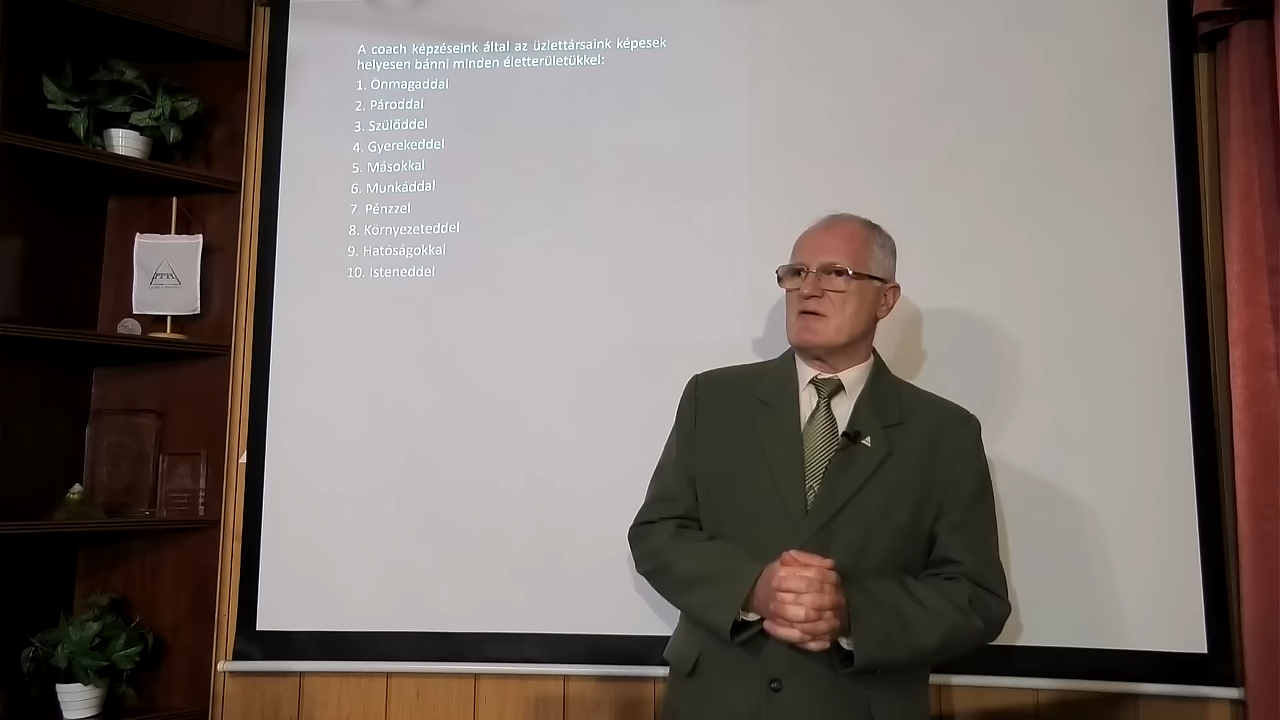 A coach képzéseink által az üzlettársaink képesek
helyesen bánni minden életterületükkel:
1. Önmagaddal
2. Pároddal
3. Szülőddel
4. Gyerekeddel
5. Másokkal
6. Munkáddal
7. Pénzzel
8. Környezeteddel
9. Hatóságokkal
10. Isteneddel